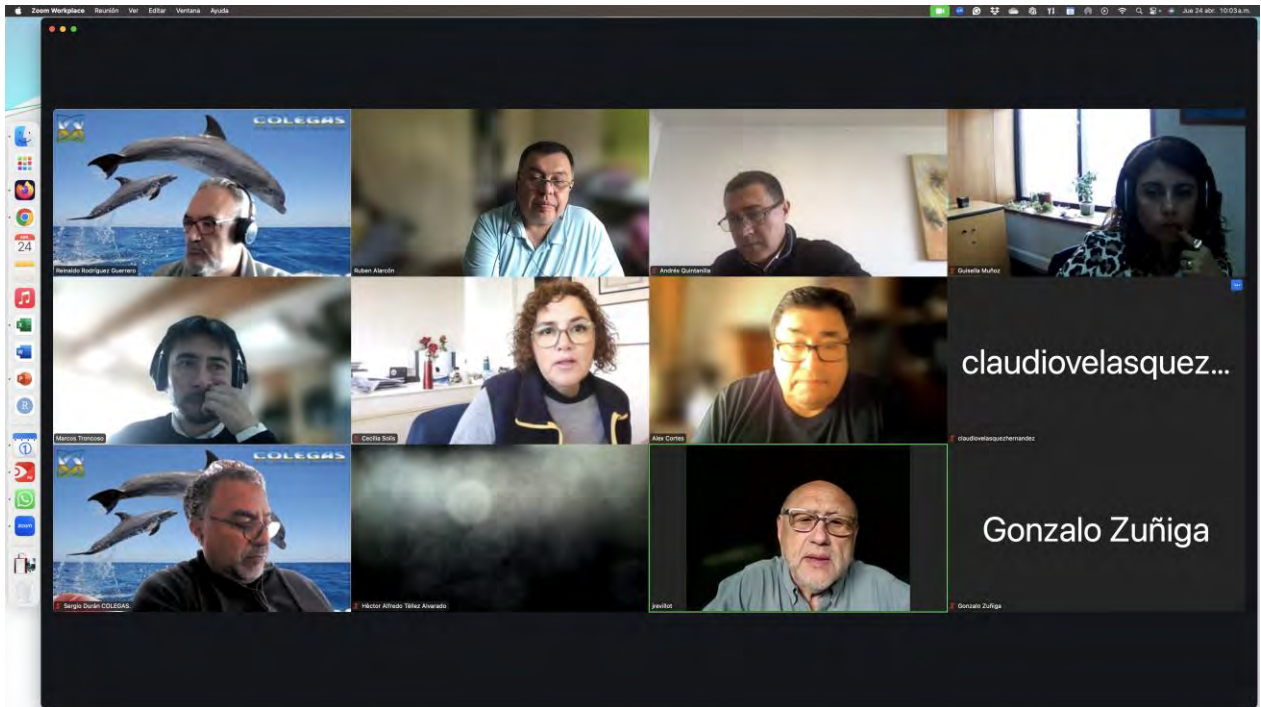 Zoom Workplace Reunión Ver Editar Ventana Ayuda
Jue 24 abr. 10:03 a.m.
COLEGAS
Reinaldo Rodríguez Guerrero
Ruben Alarcón
Andrés Quintanilla
Guisella Muñoz
24
Marcos Troncoso
Cecilia Solis
Alex Cortes
claudiovelasquez...
claudiovelasquezhernandez
COLEGAS
Sergio Durán COLEGAS.
Héctor Alfredo Téllez Alvarado
jravillot
Gonzalo Zuñiga
Gonzalo Zuñiga
zoom